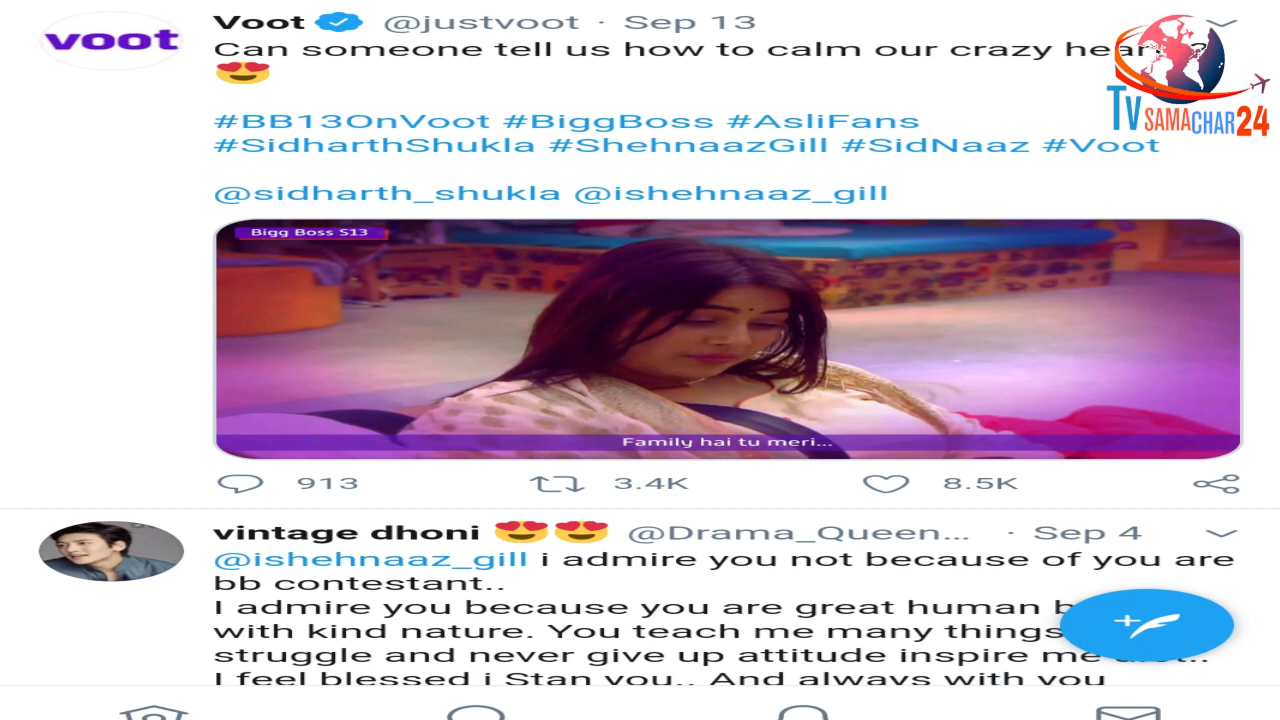 voot
Voot @justvoot · Sep 13
Can someone tell us how to calm our crazy
😍
TV SAMACHAR24
#BB13OnVoot #BiggBoss #AsliFans
#SidharthShukla #ShehnaazGill #SidNaaz #Voot
@sidharth_shukla @ishehnaaz_gill
Bigg Boss S13
Family hai tu meri...
913 3.4K 8.5K
vintage dhoni 😍😍 @Drama_Queen... · Sep 4
@ishehnaaz_gill i admire you not because of you are
bb contestant..
I admire you because you are great human
with kind nature. You teach me many things
struggle and never give up attitude inspire me
I feel blessed i Stan you.. And always with you